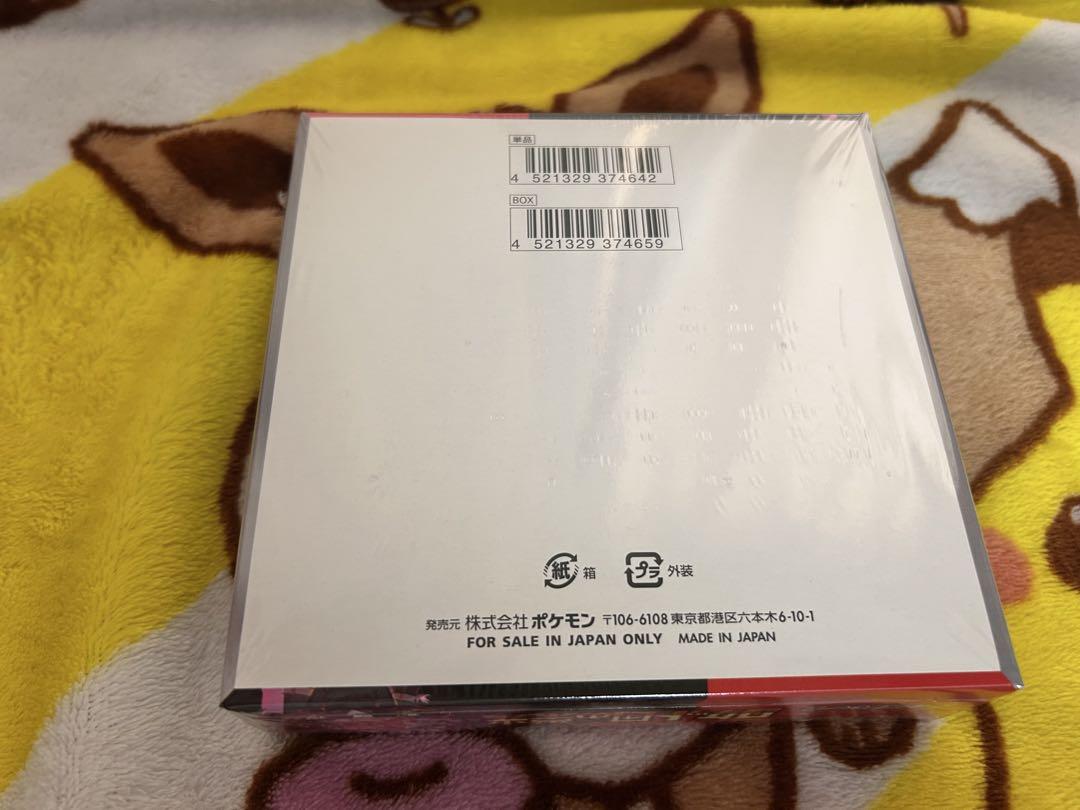 単品
4 521329 374642
BOX
4 521329 374659
紙 箱 プラ 外装
発売元 株式会社 ポケモン 〒106-6108 東京都港区六本木6-10-1
FOR SALE IN JAPAN ONLY MADE IN JAPAN